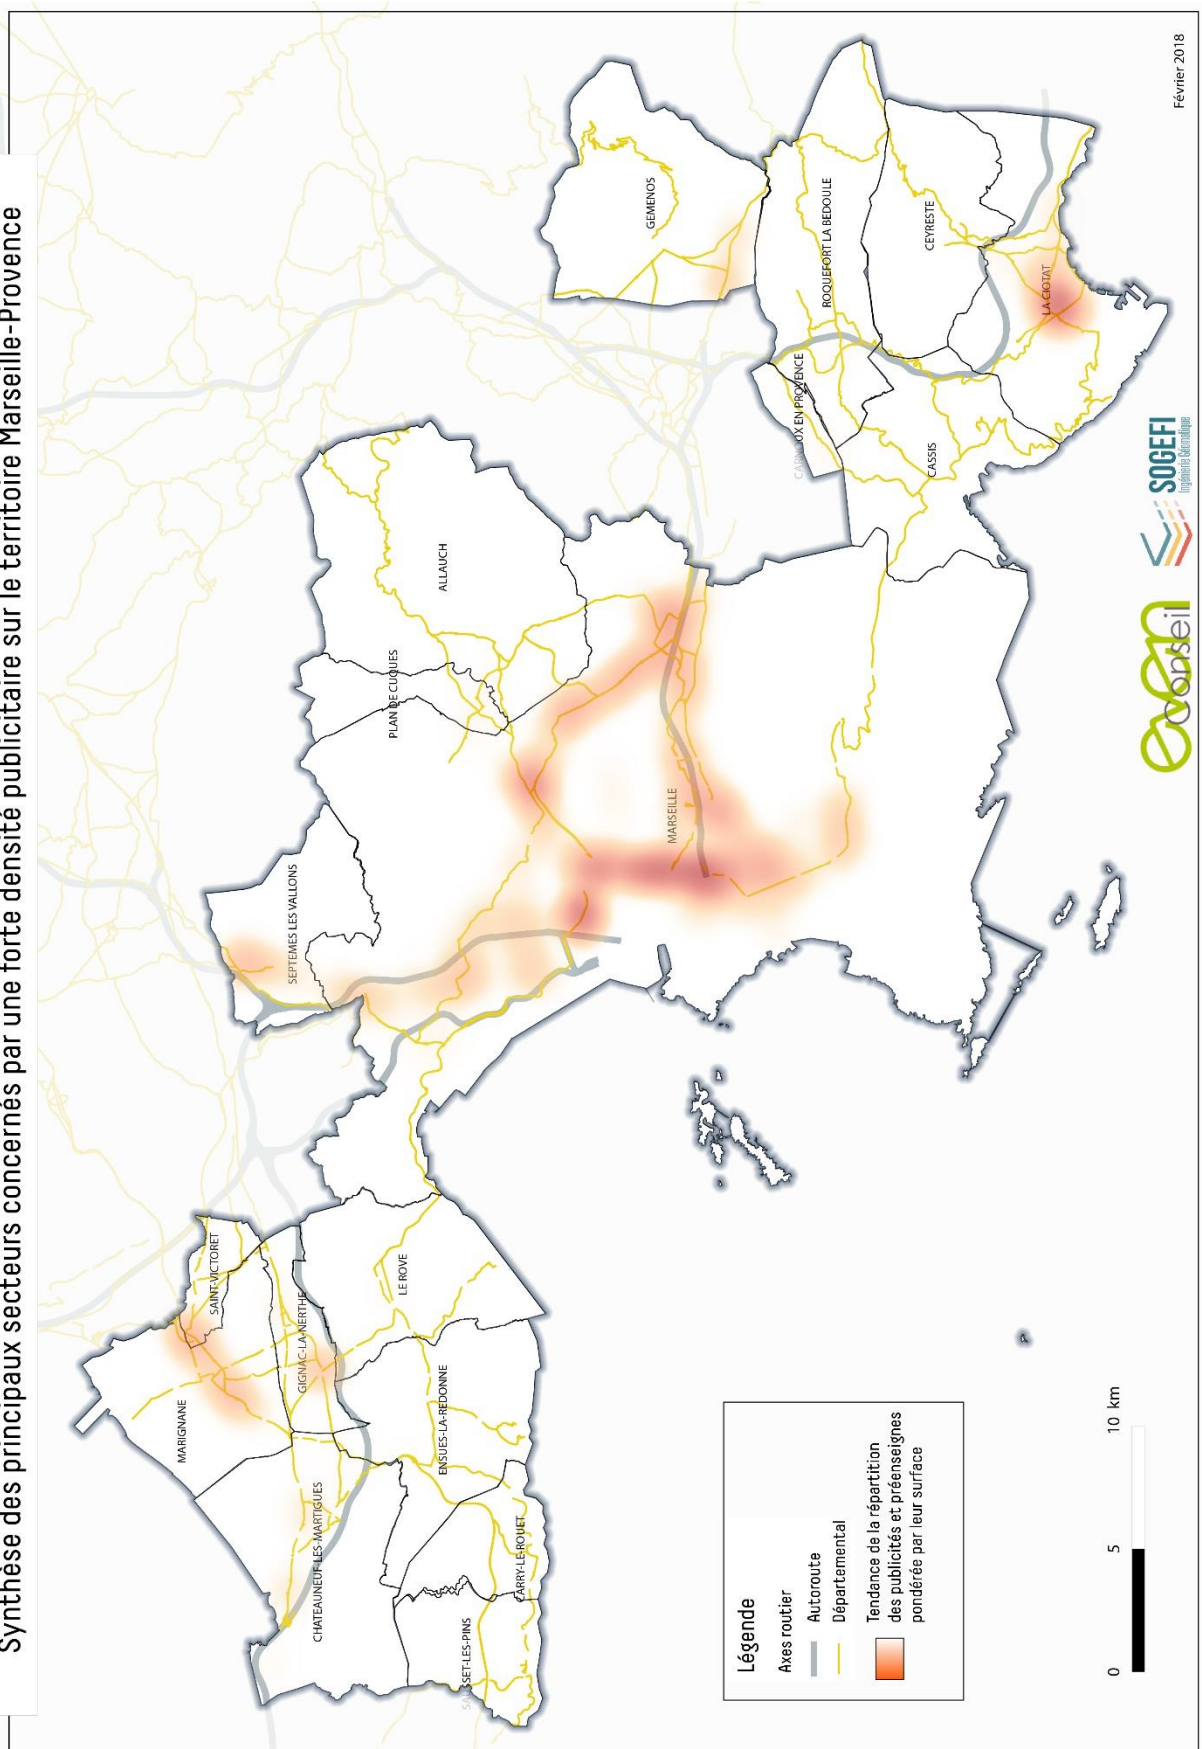 Synthèse des principaux secteurs concernés par une forte densité publicitaire sur le territoire Marseille-Provence
MARIGNANE
SAINT-VICTORET
CHATEAUNEUF-LES-MARTIGUES
GIGNAC-LA-NERTHE
LE ROVE
ENSUES-LA-REDONNE
SAUSSET-LES-PINS
CARRY-LE-ROUET
SEPTEMES LES VALLONS
PLAN DE CUQUES
ALLAUCH
MARSEILLE
GEMENOS
CARNOUX EN PROVENCE
ROQUEFORT LA BEDOULE
CASSIS
CEYRESTE
LA CIOTAT
Légende
Axes routier
Autoroute
Départemental
Tendance de la répartition
des publicités et préenseignes
pondérée par leur surface
0 5 10 km
even
conseil
SOGEFI
Ingénierie Géomatique
Février 2018